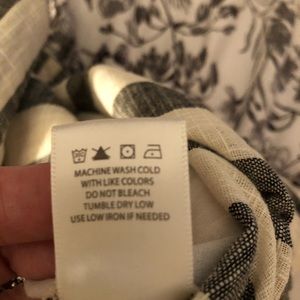 MACHINE WASH COLD
WITH LIKE COLORS
DO NOT BLEACH
TUMBLE DRY LOW
USE LOW IRON IF NEEDED